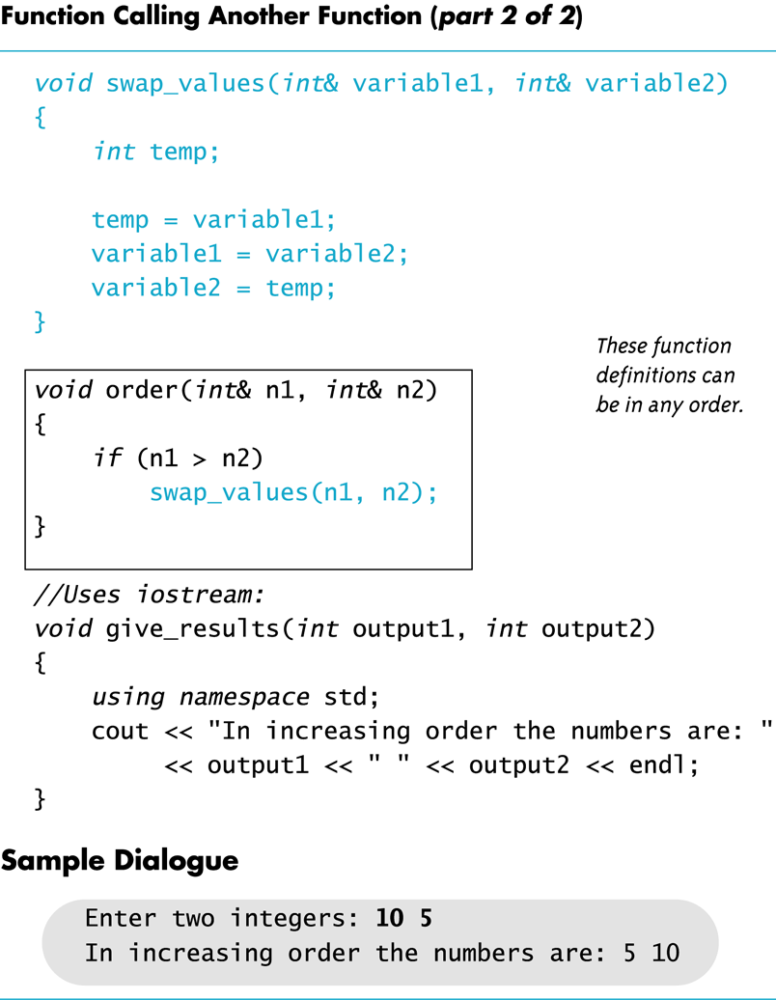 Function Calling Another Function (part 2 of 2)
void swap_values(int& variable1, int& variable2)
{
    int temp;

    temp = variable1;
    variable1 = variable2;
    variable2 = temp;
}
These function
definitions can
be in any order.
void order(int& n1, int& n2)
{
    if (n1 > n2)
        swap_values(n1, n2);
}
//Uses iostream:
void give_results(int output1, int output2)
{
    using namespace std;
    cout << "In increasing order the numbers are: "
         << output1 << " " << output2 << endl;
}
Sample Dialogue
Enter two integers: 10 5
In increasing order the numbers are: 5 10